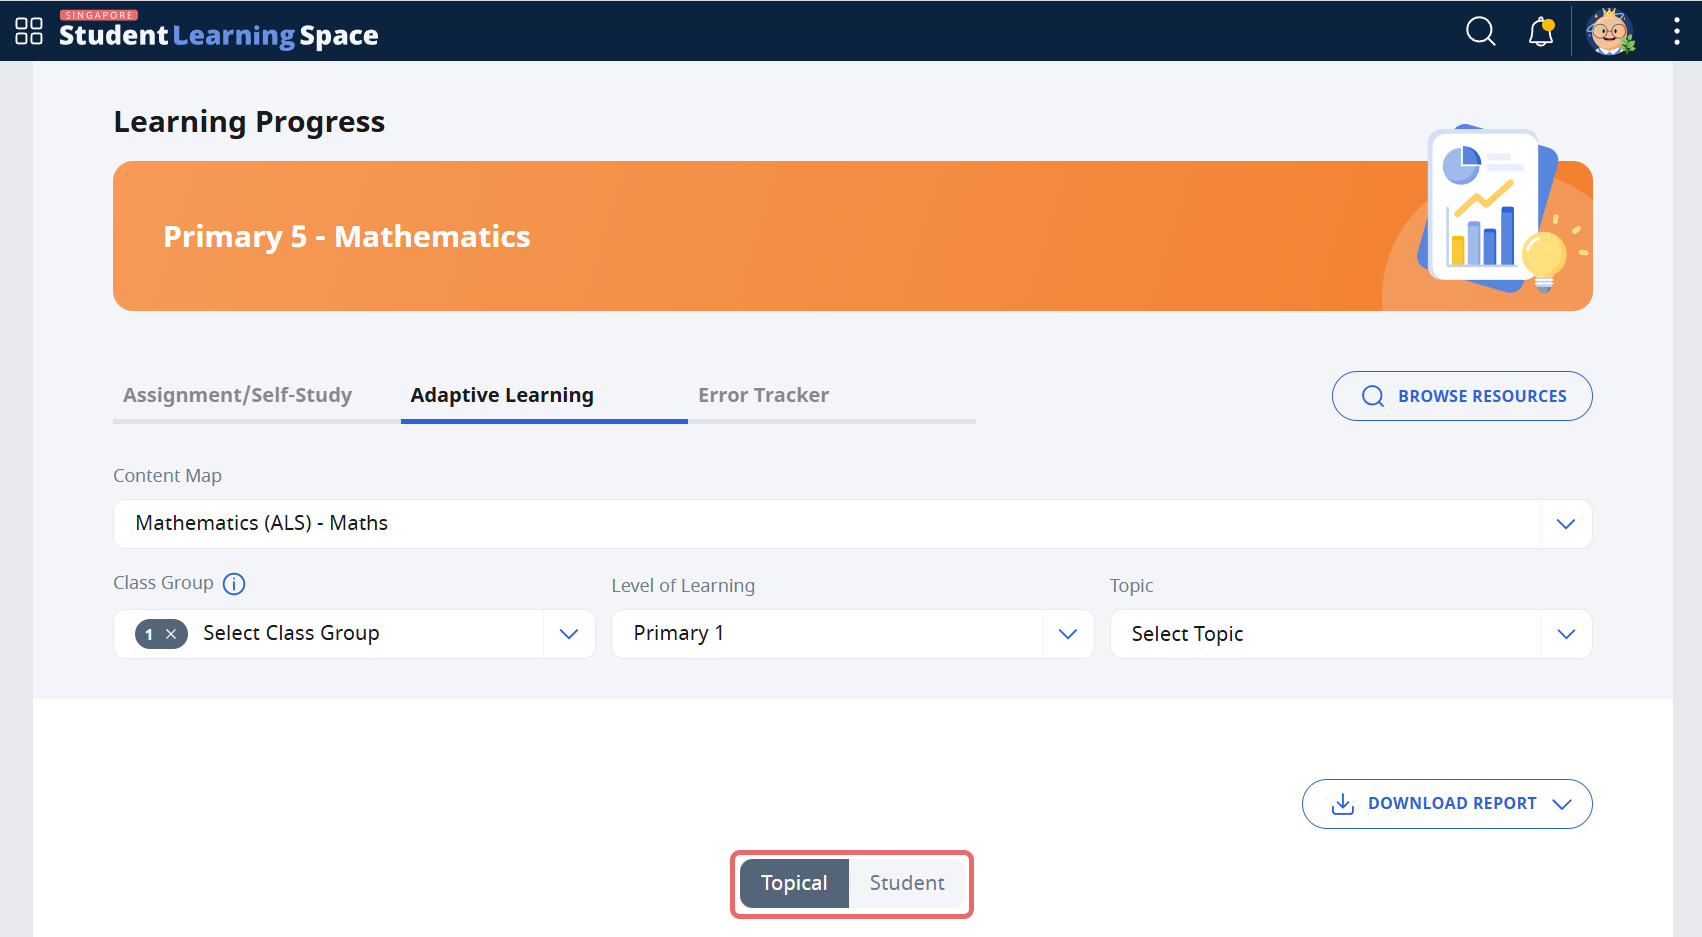 SINGAPORE
Student Learning Space
Learning Progress
Primary 5 - Mathematics
Assignment/Self-Study
Adaptive Learning
Error Tracker
BROWSE RESOURCES
Content Map
Mathematics (ALS) - Maths
Class Group
Level of Learning
Topic
1
Select Class Group
Primary 1
Select Topic
DOWNLOAD REPORT
Topical
Student